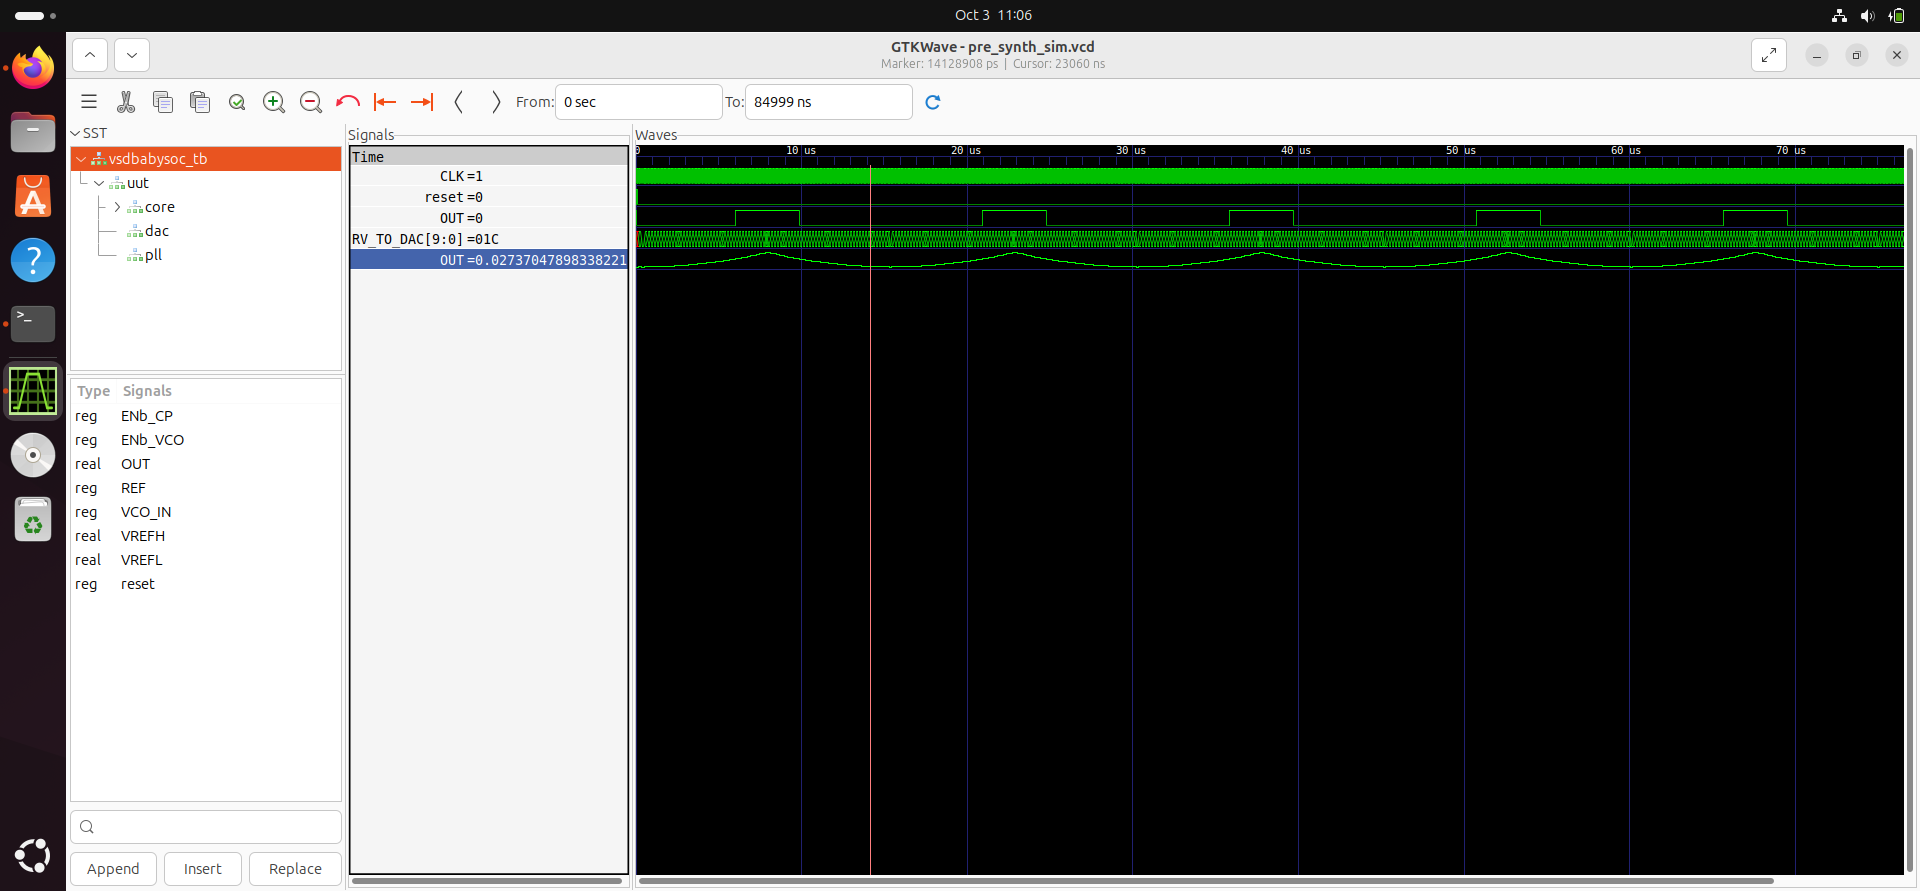 Oct 3 11:06
GTKWave - pre_synth_sim.vcd
Marker: 14128908 ps | Cursor: 23060 ns
From: 0 sec To: 84999 ns
SST
vsdbabysoc_tb
uut
core
dac
pll
Type Signals
reg ENb_CP
reg ENb_VCO
real OUT
reg REF
reg VCO_IN
real VREFH
real VREFL
reg reset
Append Insert Replace
Signals
Time
CLK =1
reset =0
OUT =0
RV_TO_DAC[9:0] =01C
OUT =0.02737047898338221
Waves
0 10 us 20 us 30 us 40 us 50 us 60 us 70 us